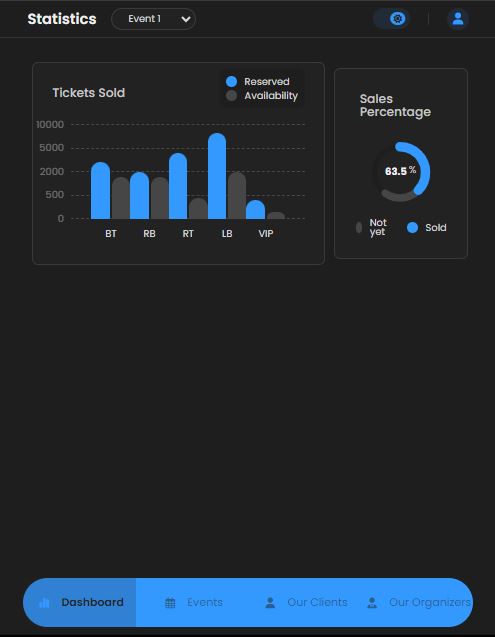 Statistics
Event 1
Tickets Sold
Reserved
Availability
10000
5000
2000
500
0
BT RB RT LB VIP
Sales
Percentage
63.5 %
Not
yet
Sold
Dashboard
Events
Our Clients
Our Organizers